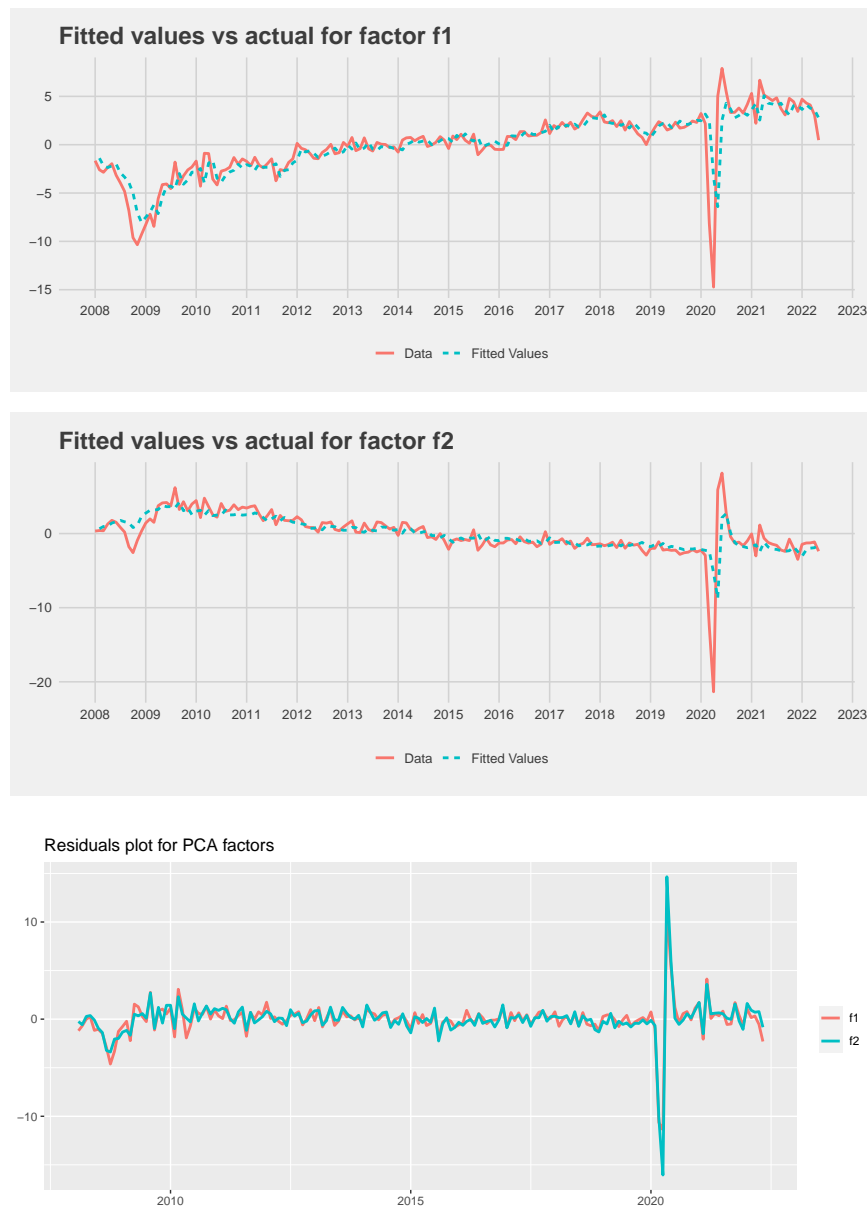 Fitted values vs actual for factor f1
5
0
−5
−10
−15
2008 2009 2010 2011 2012 2013 2014 2015 2016 2017 2018 2019 2020 2021 2022 2023
Data Fitted Values
Fitted values vs actual for factor f2
0
−10
−20
2008 2009 2010 2011 2012 2013 2014 2015 2016 2017 2018 2019 2020 2021 2022 2023
Data Fitted Values
Residuals plot for PCA factors
10
0
−10
2010 2015 2020
f1
f2